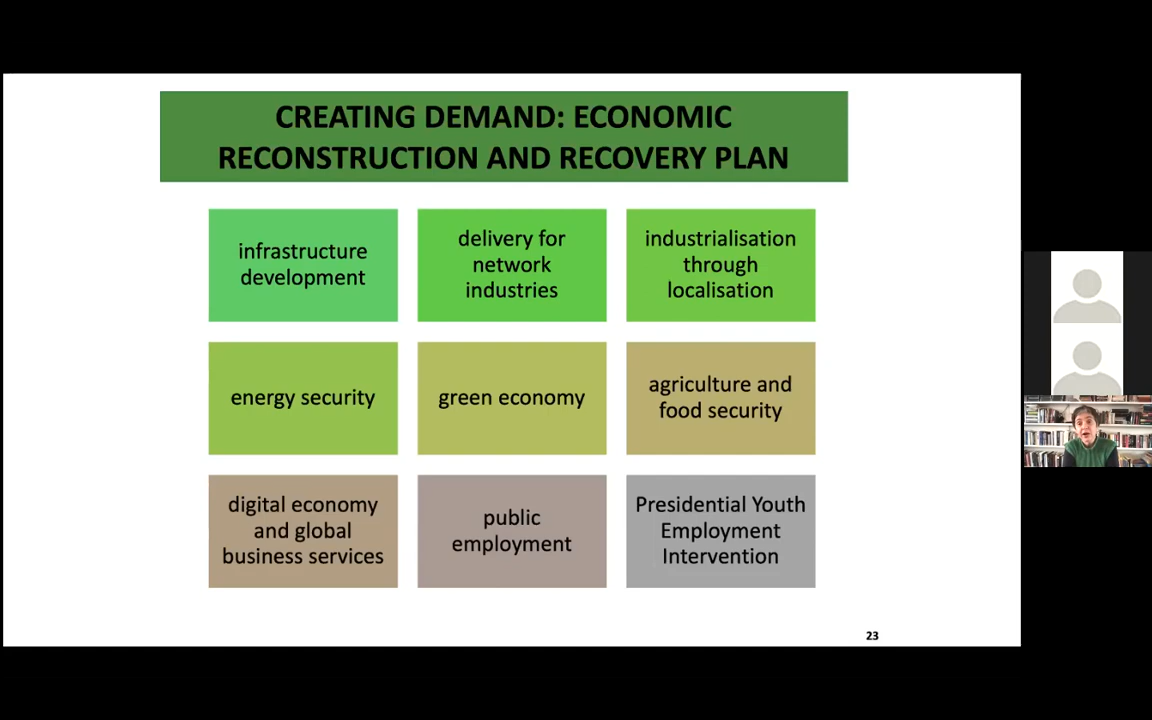 CREATING DEMAND: ECONOMIC
RECONSTRUCTION AND RECOVERY PLAN
infrastructure
development
delivery for
network
industries
industrialisation
through
localisation
energy security
green economy
agriculture and
food security
digital economy
and global
business services
public
employment
Presidential Youth
Employment
Intervention
23